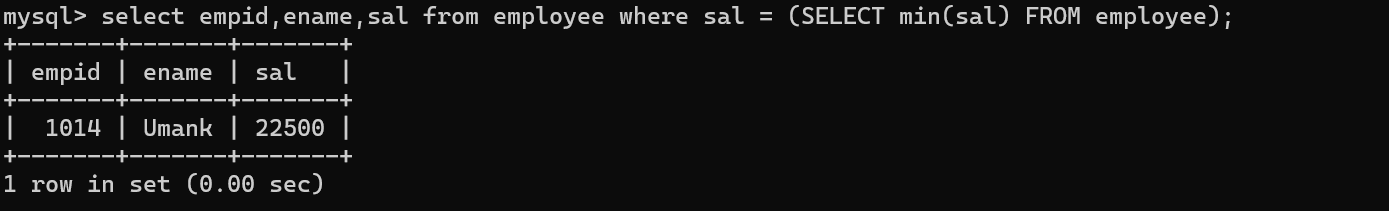 mysql> select empid,ename,sal from employee where sal = (SELECT min(sal) FROM employee);
+-------+-------+-------+
| empid | ename | sal   |
+-------+-------+-------+
|  1014 | Umank | 22500 |
+-------+-------+-------+
1 row in set (0.00 sec)